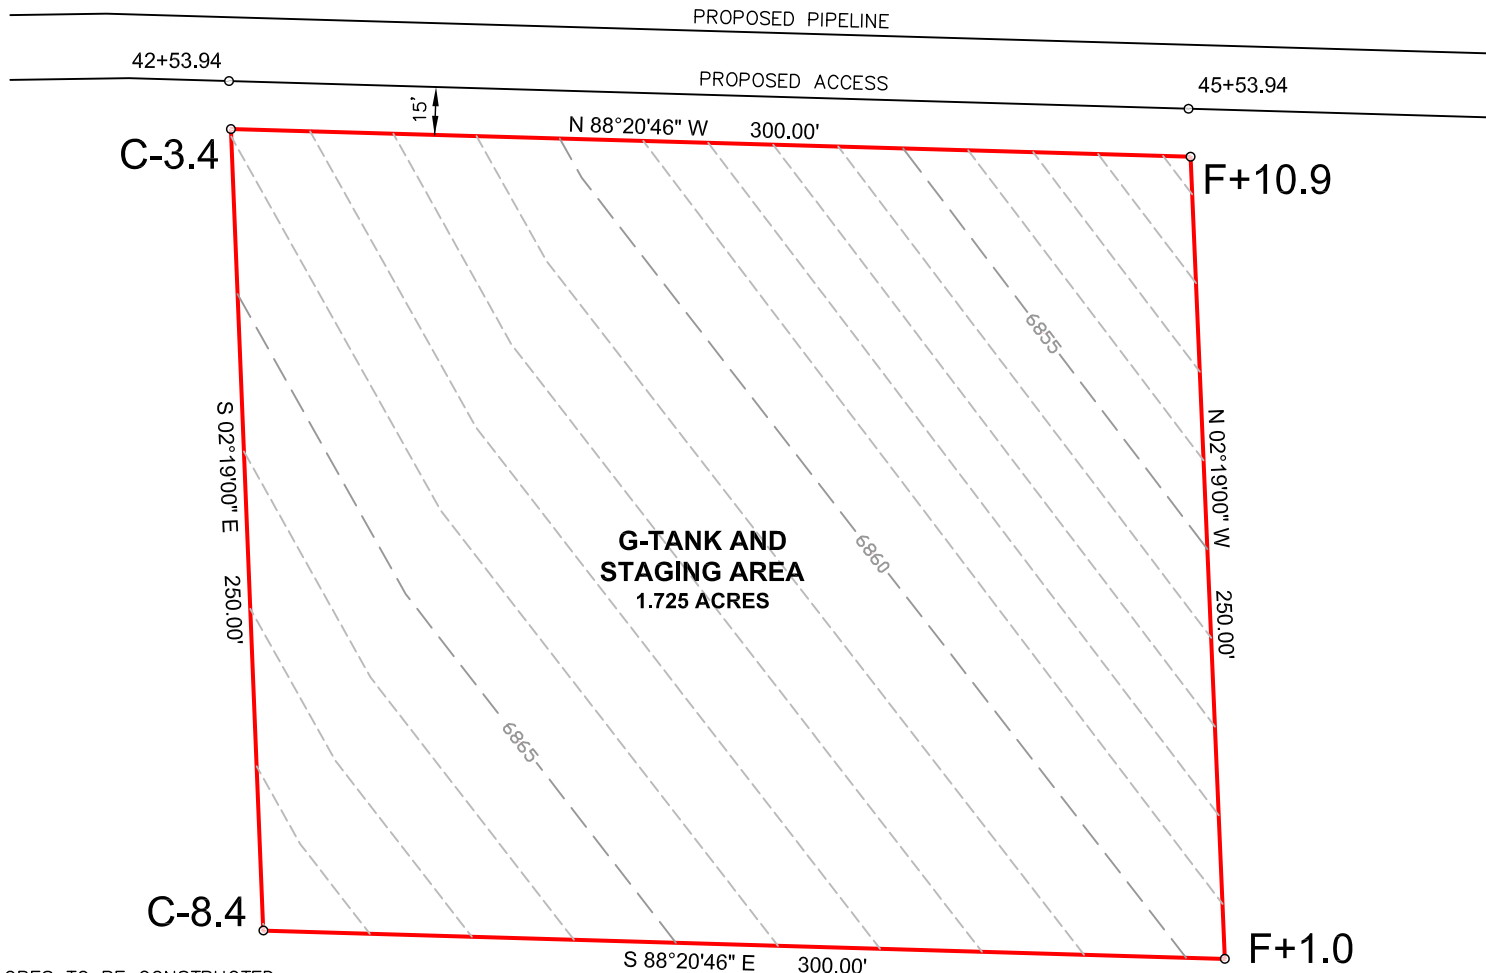 PROPOSED PIPELINE
42+53.94
PROPOSED ACCESS
45+53.94
15'
N 88°20'46" W 300.00'
C-3.4
F+10.9
6855
S 02°19'00" E 250.00'
N 02°19'00" W 250.00'
G-TANK AND
STAGING AREA
1.725 ACRES
6860
6865
C-8.4
F+1.0
S 88°20'46" E 300.00'